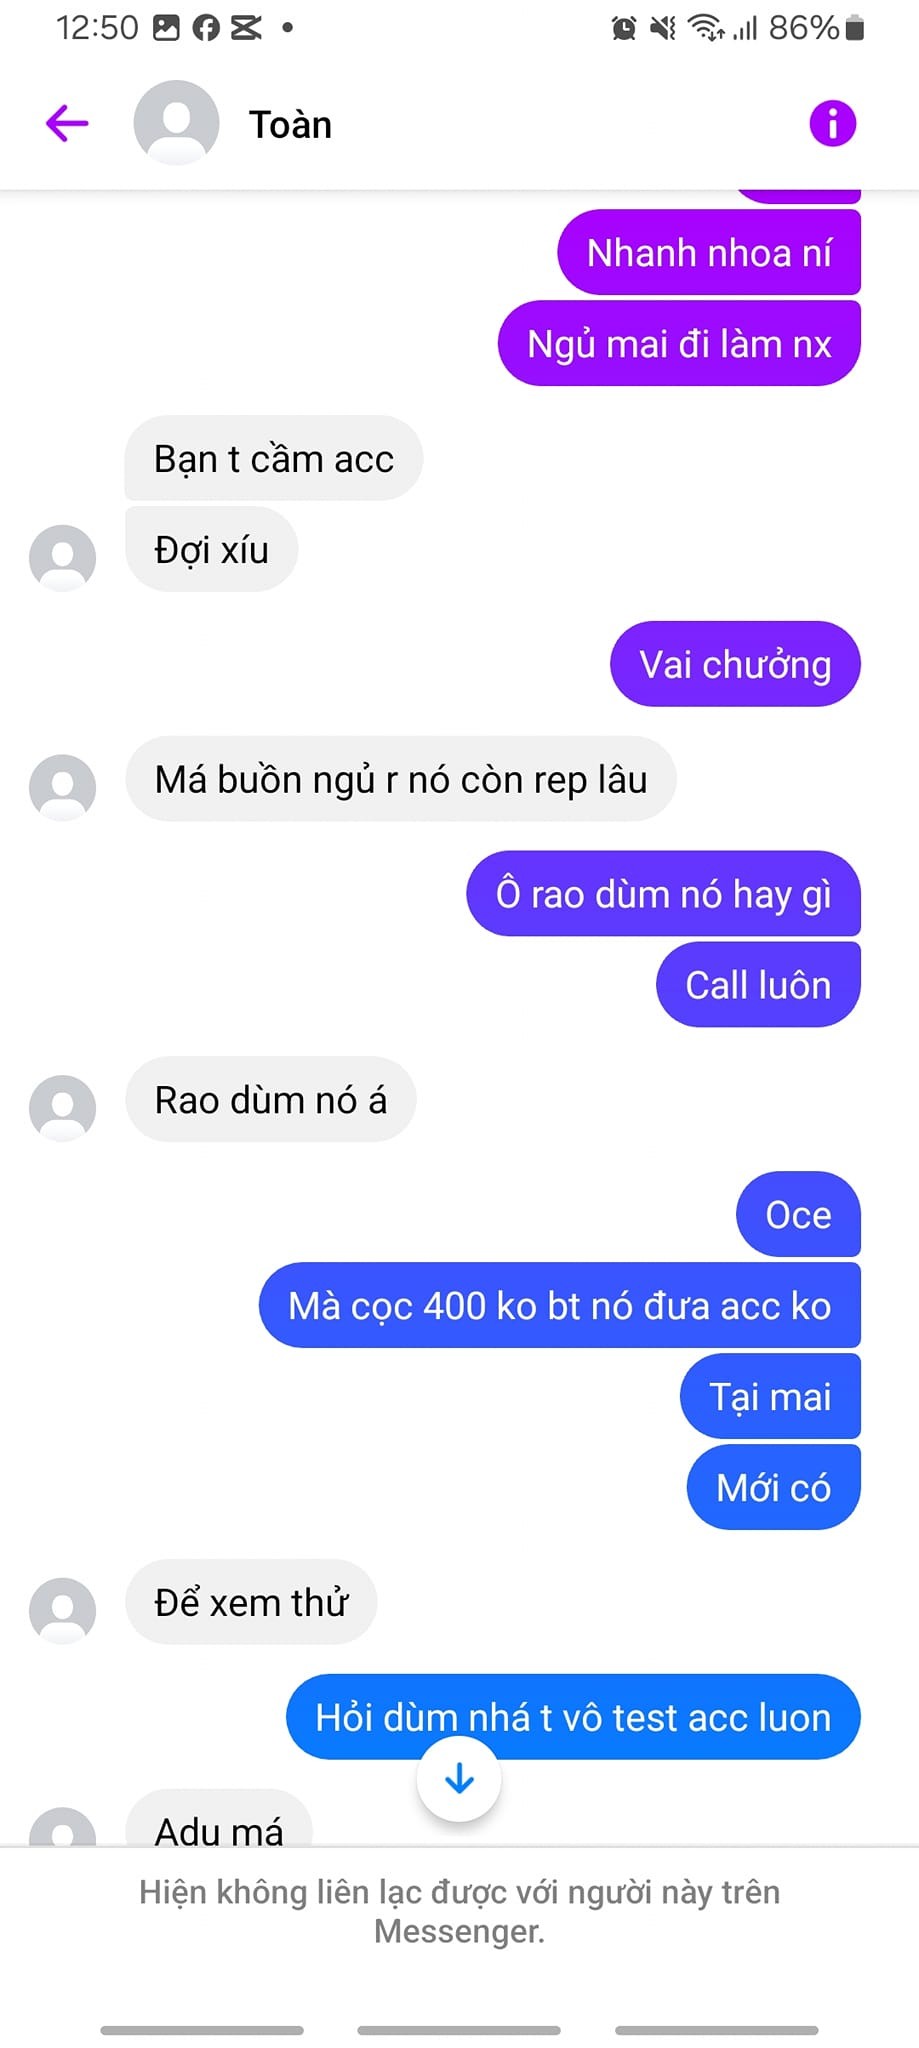 12:50
86%
Toàn
Nhanh nhoa ní
Ngủ mai đi làm nx
Bạn t cầm acc
Đợi xíu
Vai chưởng
Má buồn ngủ r nó còn rep lâu
Ô rao dùm nó hay gì
Call luôn
Rao dùm nó á
Oce
Mà cọc 400 ko bt nó đưa acc ko
Tại mai
Mới có
Để xem thử
Hỏi dùm nhá t vô test acc luon
Adu má
Hiện không liên lạc được với người này trên
Messenger.